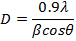 D = 0.9λ / βcosθ